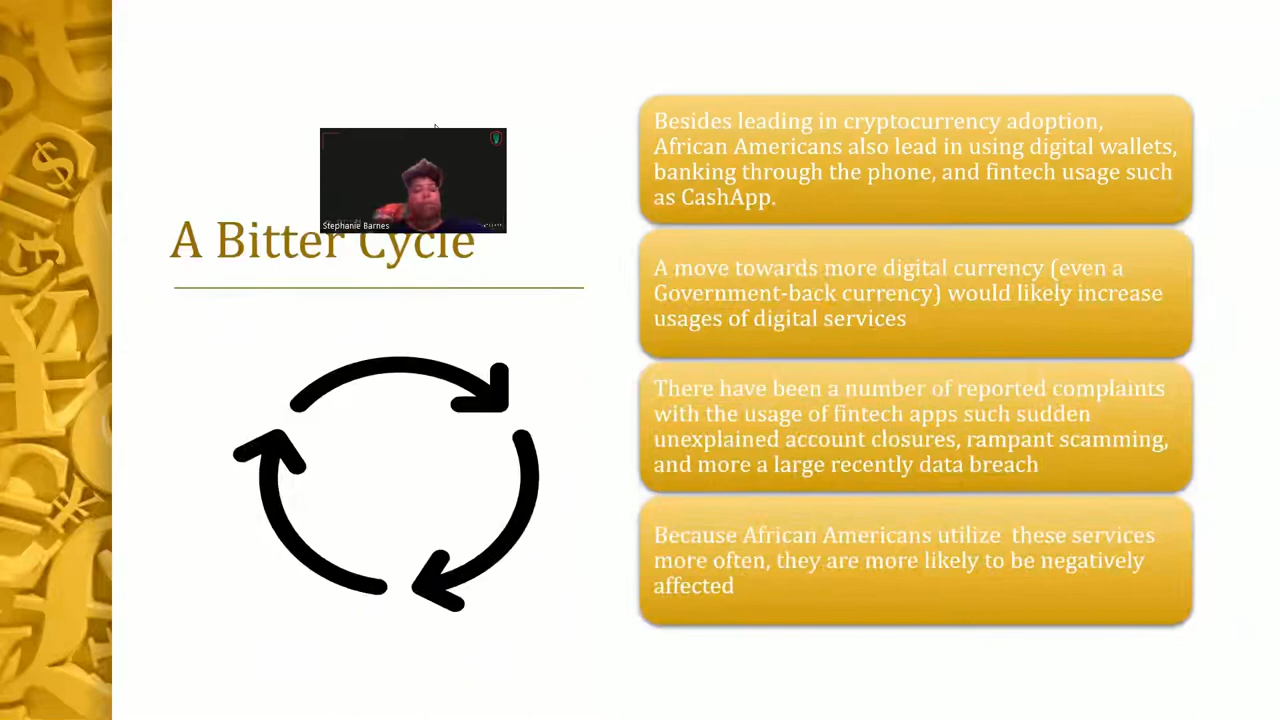 Stephanie Barnes
A Bitter Cycle
Besides leading in cryptocurrency adoption,
African Americans also lead in using digital wallets,
banking through the phone, and fintech usage such
as CashApp.
A move towards more digital currency (even a
Government-back currency) would likely increase
usages of digital services
There have been a number of reported complaints
with the usage of fintech apps such sudden
unexplained account closures, rampant scamming,
and more a large recently data breach
Because African Americans utilize  these services
more often, they are more likely to be negatively
affected